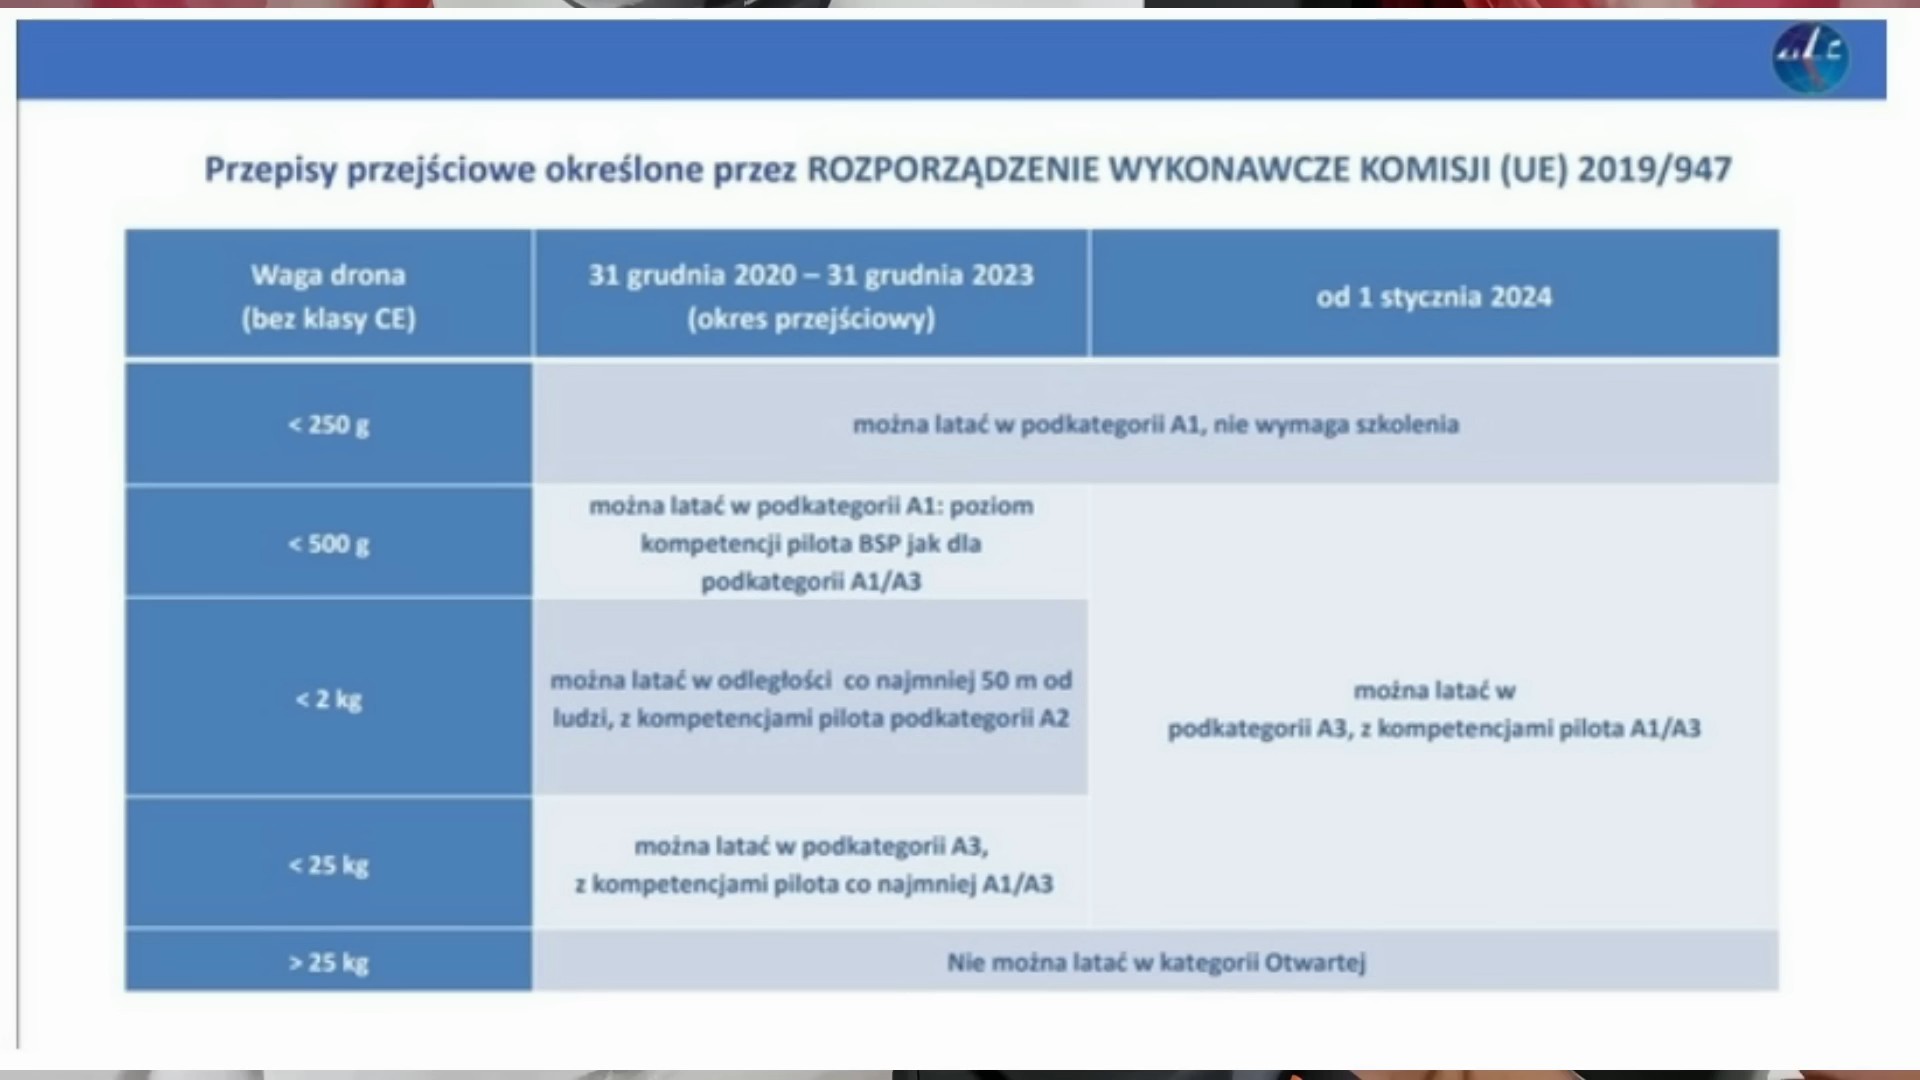 ULC
Przepisy przejściowe określone przez ROZPORZĄDZENIE WYKONAWCZE KOMISJI (UE) 2019/947
Waga drona
(bez klasy CE)
31 grudnia 2020 – 31 grudnia 2023
(okres przejściowy)
od 1 stycznia 2024
< 250 g
można latać w podkategorii A1, nie wymaga szkolenia
< 500 g
można latać w podkategorii A1: poziom
kompetencji pilota BSP jak dla
podkategorii A1/A3
< 2 kg
można latać w odległości co najmniej 50 m od
ludzi, z kompetencjami pilota podkategorii A2
można latać w
podkategorii A3, z kompetencjami pilota A1/A3
< 25 kg
można latać w podkategorii A3,
z kompetencjami pilota co najmniej A1/A3
> 25 kg
Nie można latać w kategorii Otwartej